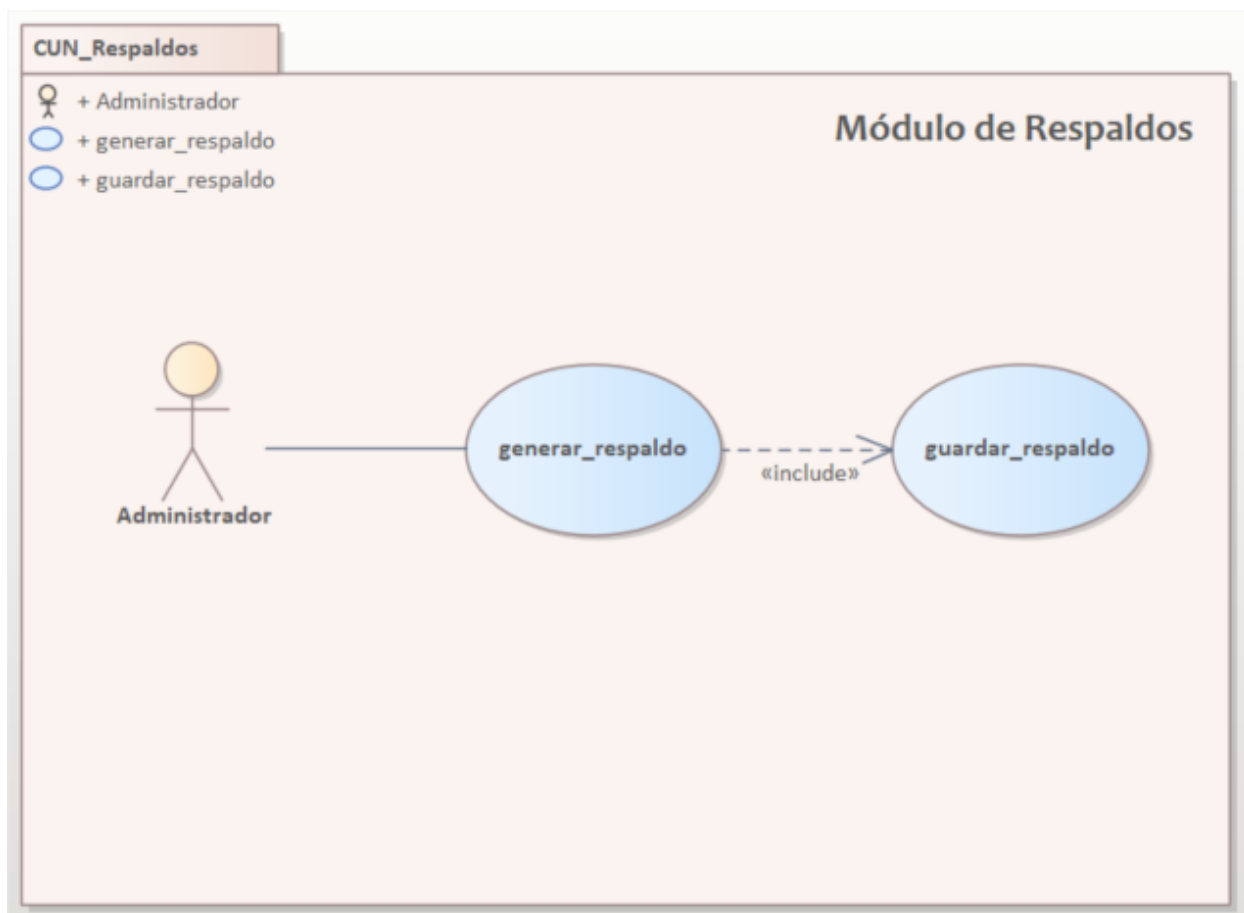 CUN_Respaldos
+ Administrador
+ generar_respaldo
+ guardar_respaldo
Módulo de Respaldos
generar_respaldo
«include»
guardar_respaldo
Administrador